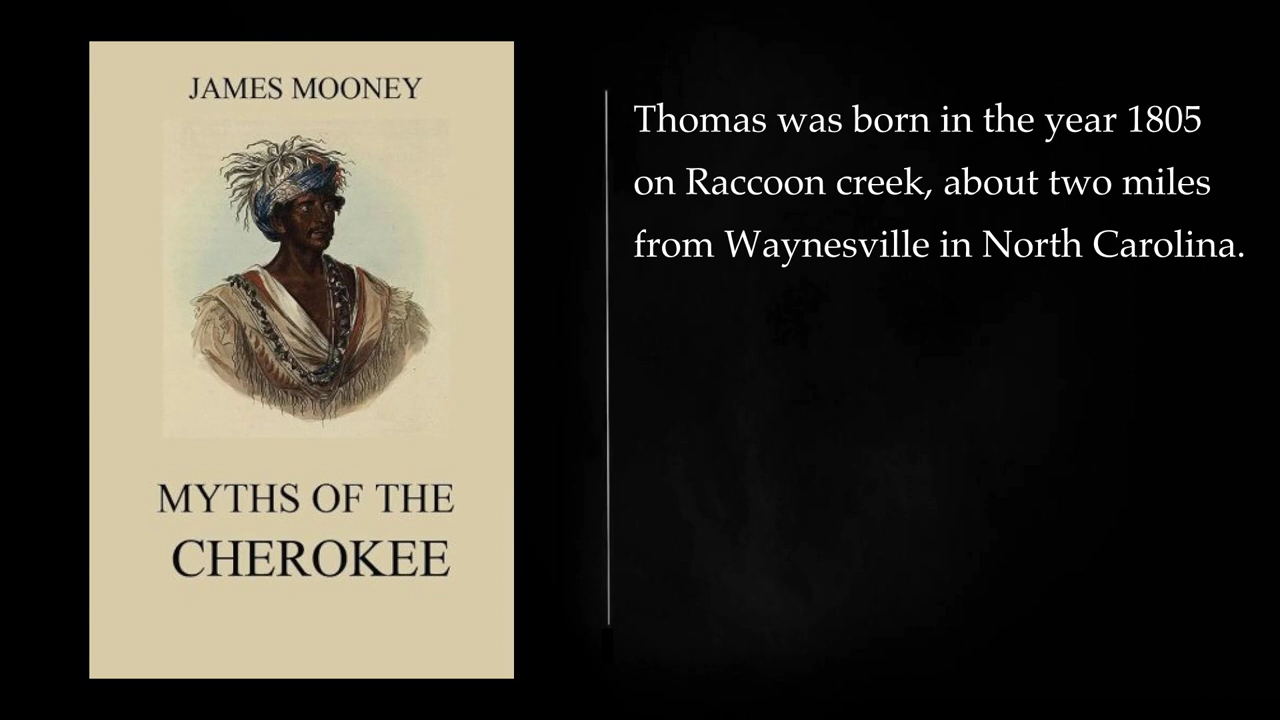 JAMES MOONEY
MYTHS OF THE
CHEROKEE
Thomas was born in the year 1805
on Raccoon creek, about two miles
from Waynesville in North Carolina.